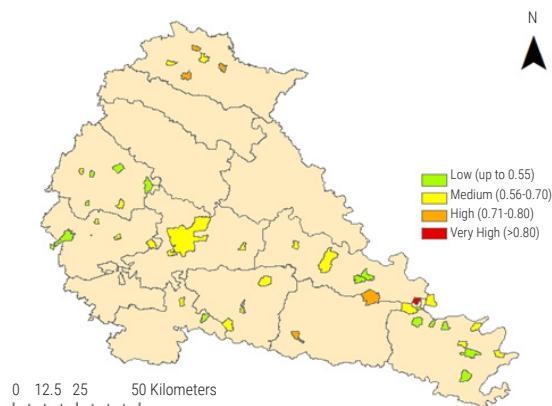 N
Low (up to 0.55)
Medium (0.56-0.70)
High (0.71-0.80)
Very High (>0.80)
0 12.5 25 50 Kilometers